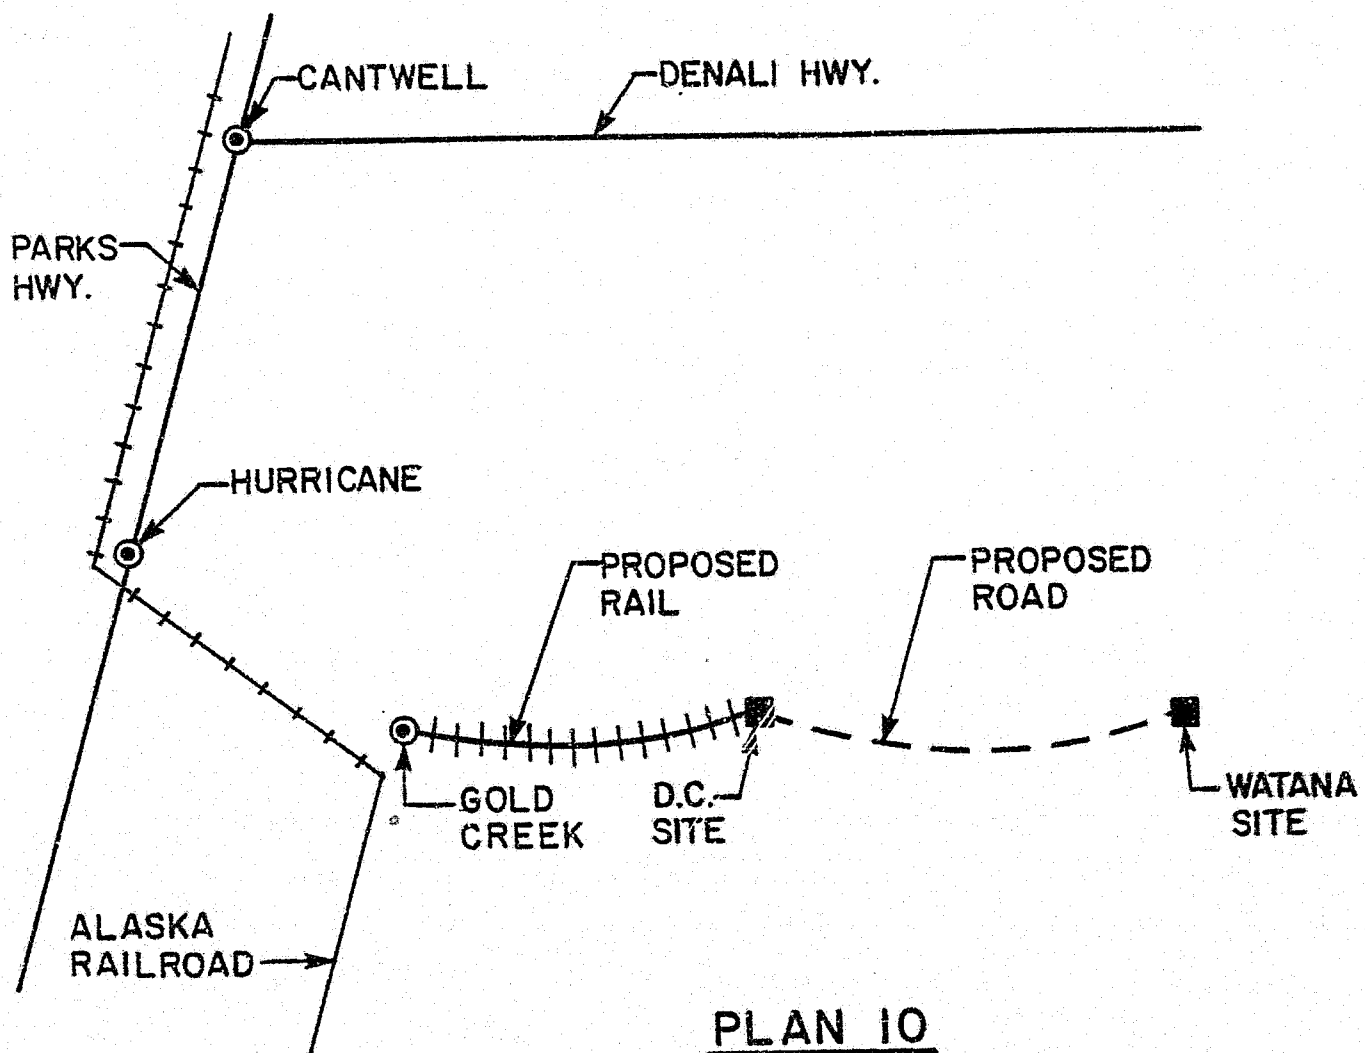 CANTWELL
DENALI HWY.
PARKS
HWY.
HURRICANE
PROPOSED
RAIL
PROPOSED
ROAD
GOLD
CREEK
D.C.
SITE
WATANA
SITE
ALASKA
RAILROAD
PLAN 10